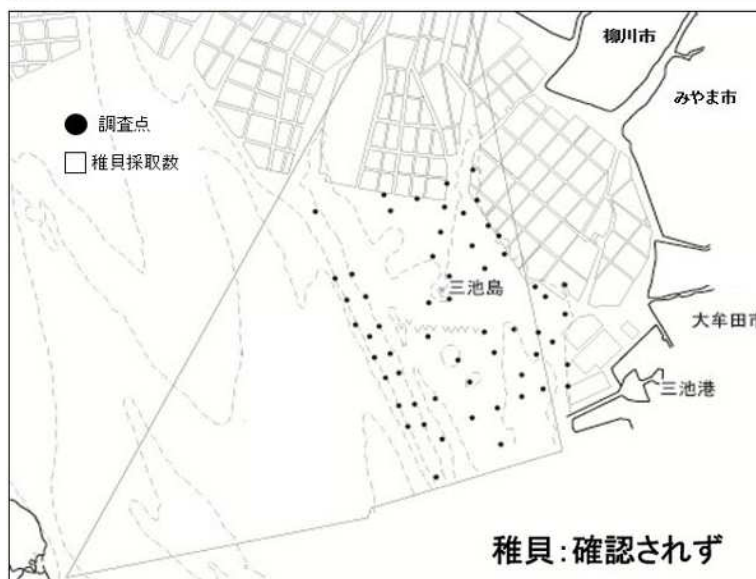 柳川市
みやま市
調査点
稚貝採取数
三池島
大牟田市
三池港
稚貝:確認されず